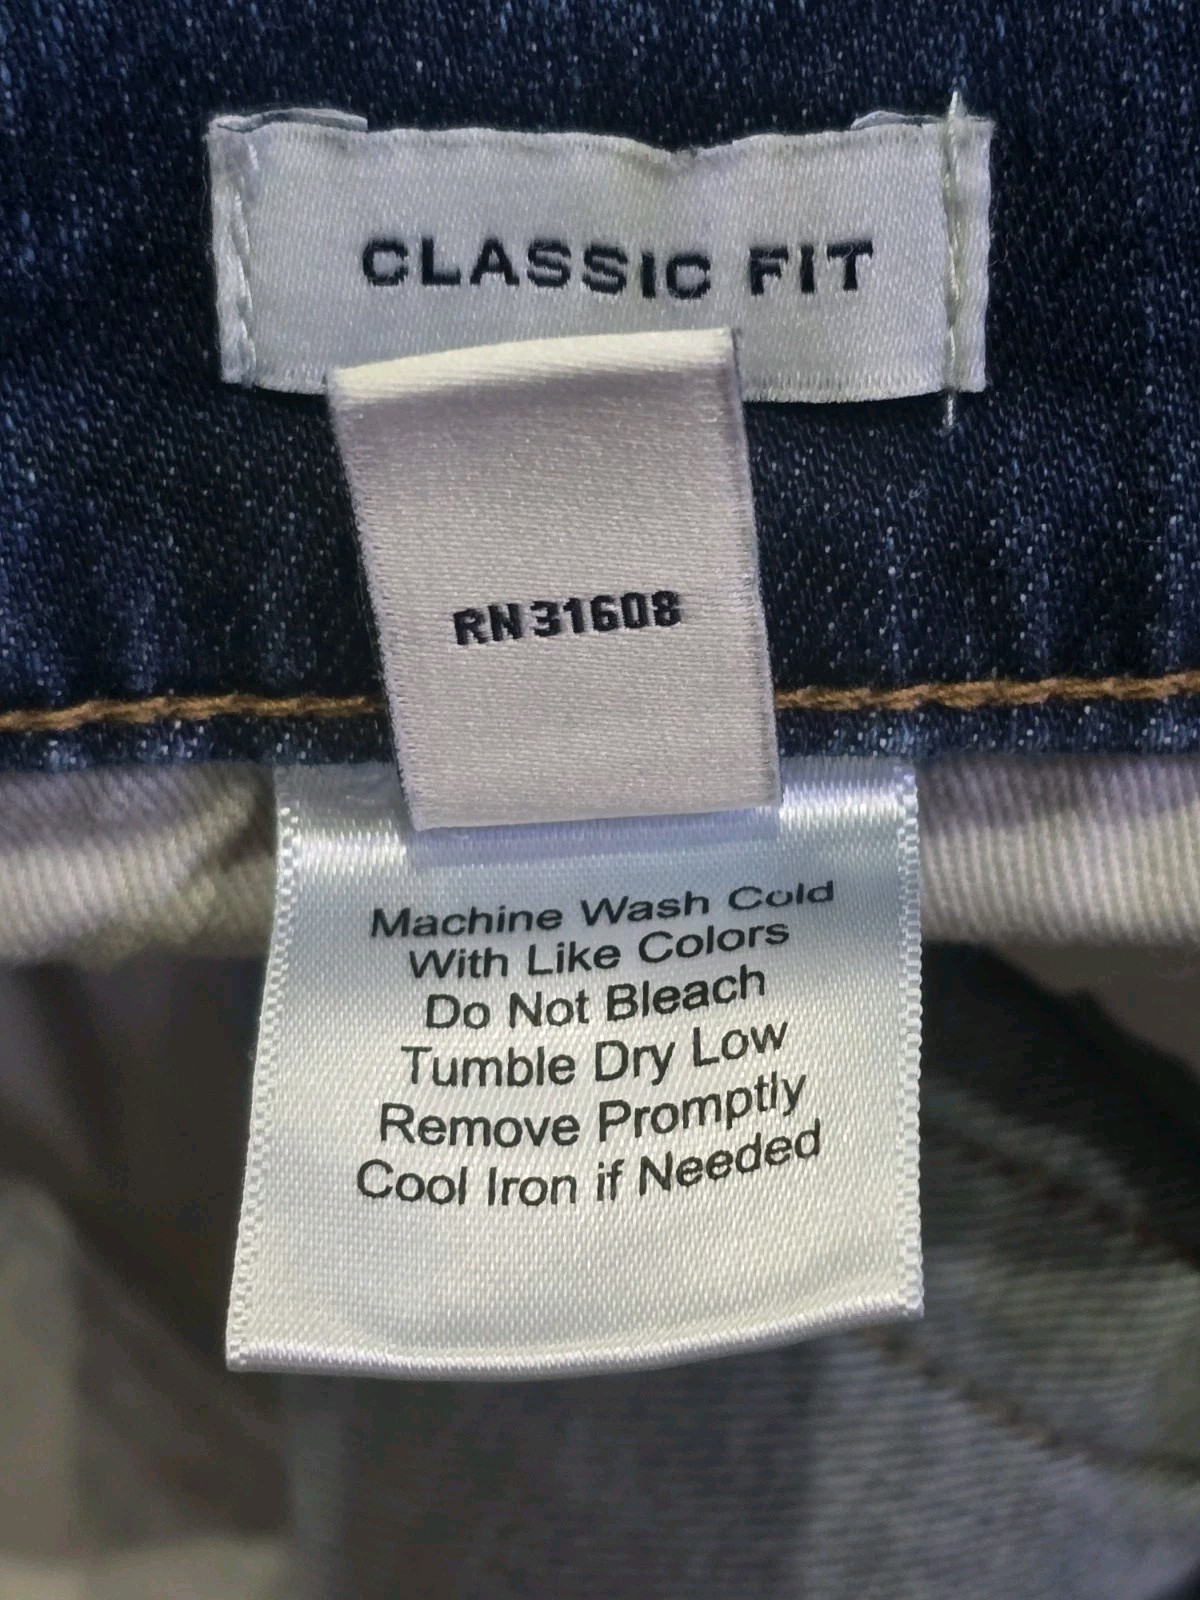 CLASSIC FIT
RN 31608
Machine Wash Cold
With Like Colors
Do Not Bleach
Tumble Dry Low
Remove Promptly
Cool Iron if Needed